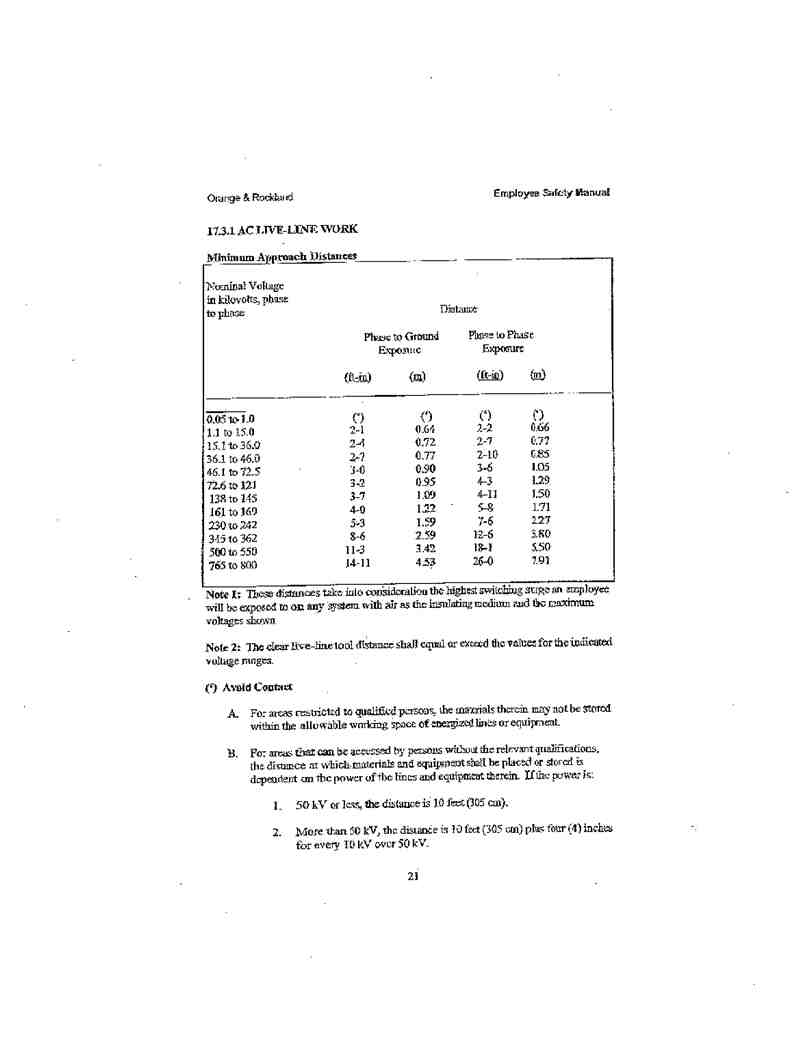 Orange & Rockland Employee Safety Manual
17.3.1 AC LIVE-LINE WORK
Minimum Approach Distances
Nominal Voltage
in kilovolts, phase
to phase Distance
Phase to Ground Phase to Phase
Exposure Exposure
(ft-in) (m) (ft-in) (m)
0.05 to 1.0 (*) (*) (*) (*)
1.1 to 15.0 2-1 0.64 2-2 0.66
15.1 to 36.0 2-4 0.72 2-7 0.77
36.1 to 46.0 2-7 0.77 2-10 0.85
46.1 to 72.5 3-0 0.90 3-6 1.05
72.6 to 121 3-2 0.95 4-3 1.29
138 to 145 3-7 1.09 4-11 1.50
161 to 169 4-0 1.22 5-8 1.71
230 to 242 5-3 1.59 7-6 2.27
345 to 362 8-6 2.59 12-6 3.80
500 to 550 11-3 3.42 18-1 5.50
765 to 800 14-11 4.53 26-0 7.91
Note 1: These distances take into consideration the highest switching surge an employee
will be exposed to on any system with air as the insulating medium and the maximum
voltages shown.
Note 2: The clear live-line tool distance shall equal or exceed the values for the indicated
voltage ranges.
(*) Avoid Contact
A. For areas restricted to qualified persons, the materials therein may not be stored
within the allowable working space of energized lines or equipment.
B. For areas that can be accessed by persons without the relevant qualifications,
the distance at which materials and equipment shall be placed or stored is
dependent on the power of the lines and equipment therein. If the power is:
1. 50 kV or less, the distance is 10 feet (305 cm).
2. More than 50 kV, the distance is 10 feet (305 cm) plus four (4) inches
for every 10 kV over 50 kV.
21